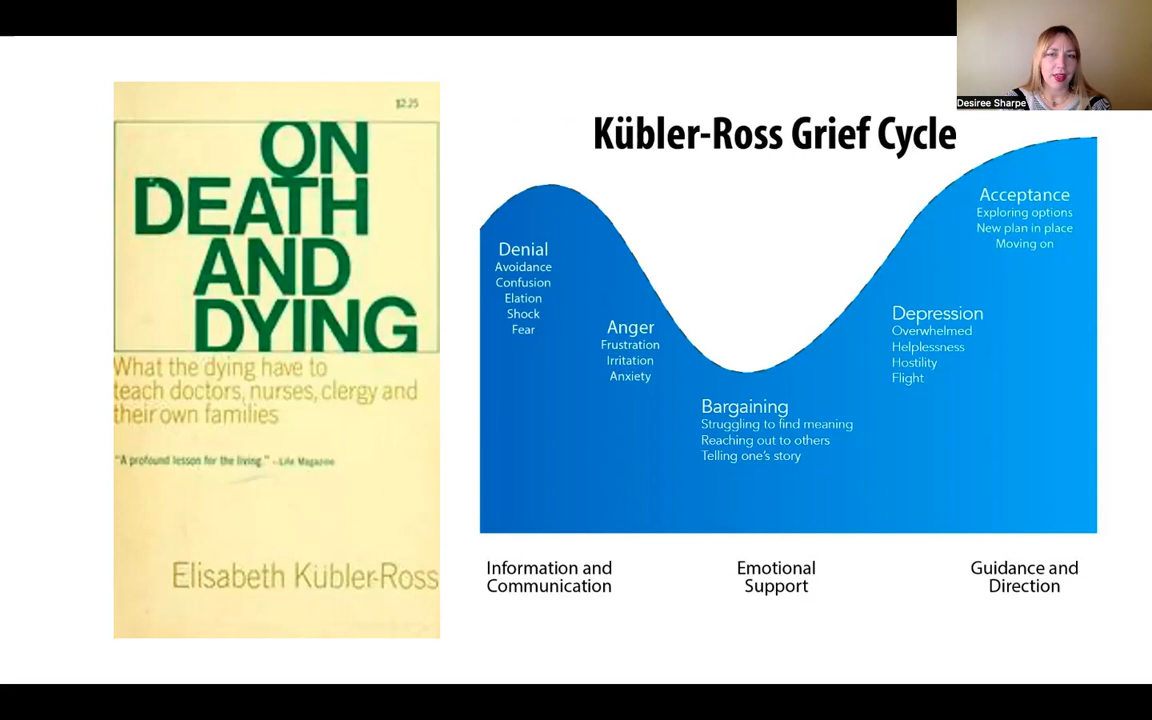 $2.25
ON
DEATH
AND
DYING
What the dying have to
teach doctors, nurses, clergy and
their own families
"A profound lesson for the living." –Life Magazine
Elisabeth Kübler-Ross
Kübler-Ross Grief Cycle
Denial
Avoidance
Confusion
Elation
Shock
Fear
Anger
Frustration
Irritation
Anxiety
Bargaining
Struggling to find meaning
Reaching out to others
Telling one's story
Depression
Overwhelmed
Helplessness
Hostility
Flight
Acceptance
Exploring options
New plan in place
Moving on
Information and
Communication
Emotional
Support
Guidance and
Direction
Desiree Sharpe